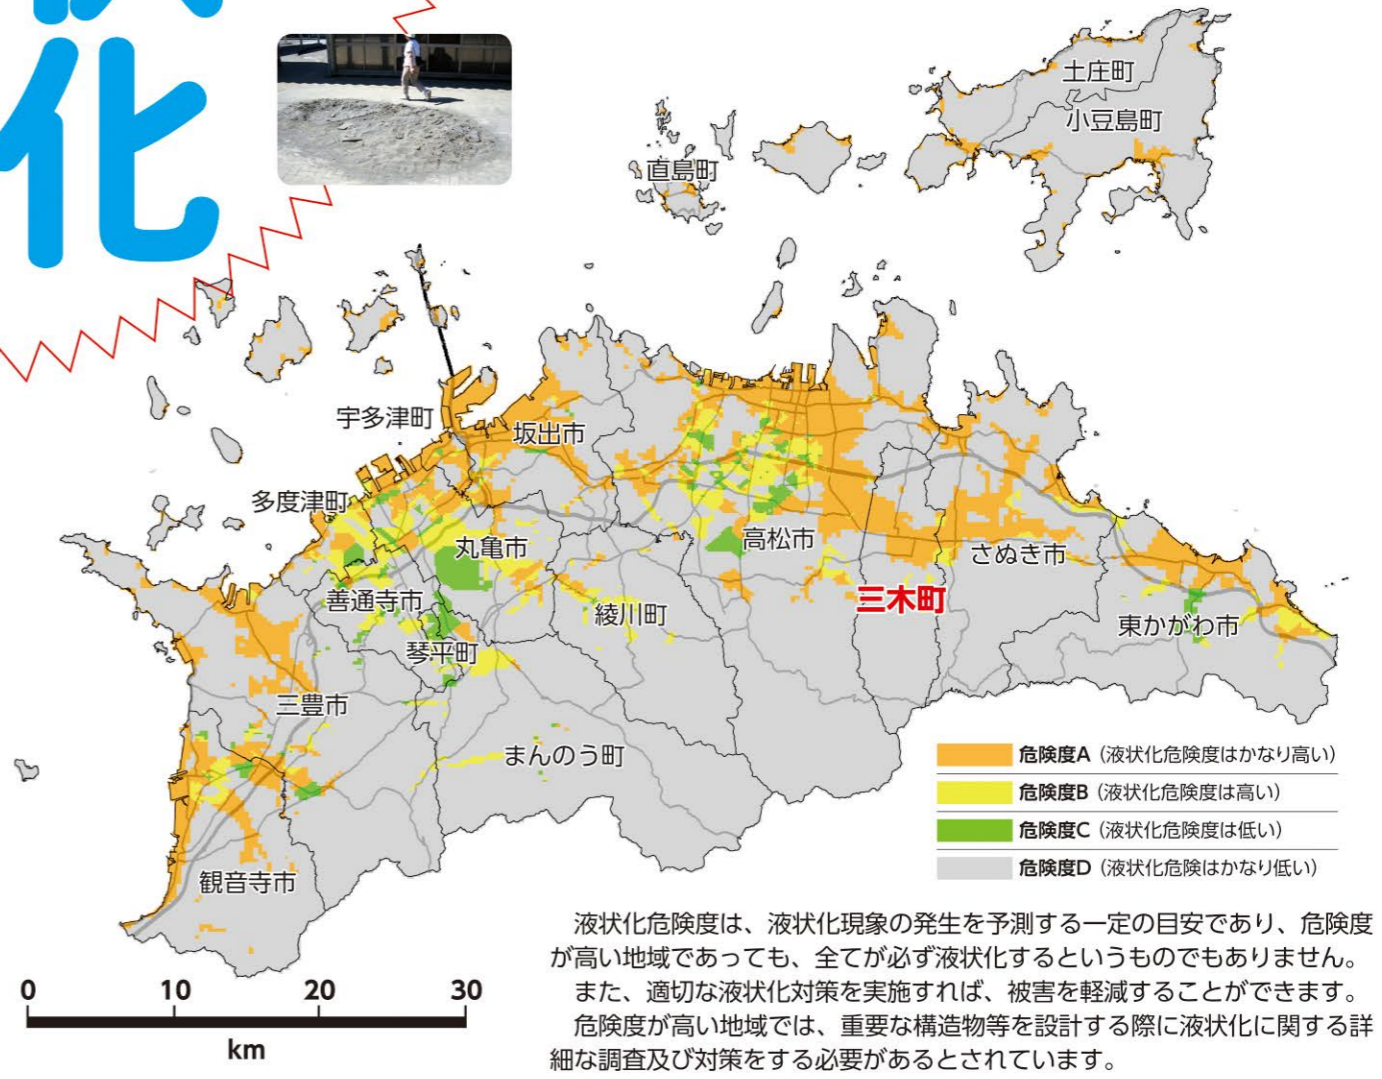 化
土庄町
小豆島町
直島町
宇多津町
坂出市
多度津町
丸亀市
高松市
さぬき市
善通寺市
三木町
綾川町
東かがわ市
琴平町
三豊市
まんのう町
観音寺市
危険度A（液状化危険度はかなり高い）
危険度B（液状化危険度は高い）
危険度C（液状化危険度は低い）
危険度D（液状化危険はかなり低い）
液状化危険度は、液状化現象の発生を予測する一定の目安であり、危険度
が高い地域であっても、全てが必ず液状化するというものでもありません。
また、適切な液状化対策を実施すれば、被害を軽減することができます。
危険度が高い地域では、重要な構造物等を設計する際に液状化に関する詳
細な調査及び対策をする必要があるとされています。
0 10 20 30
km